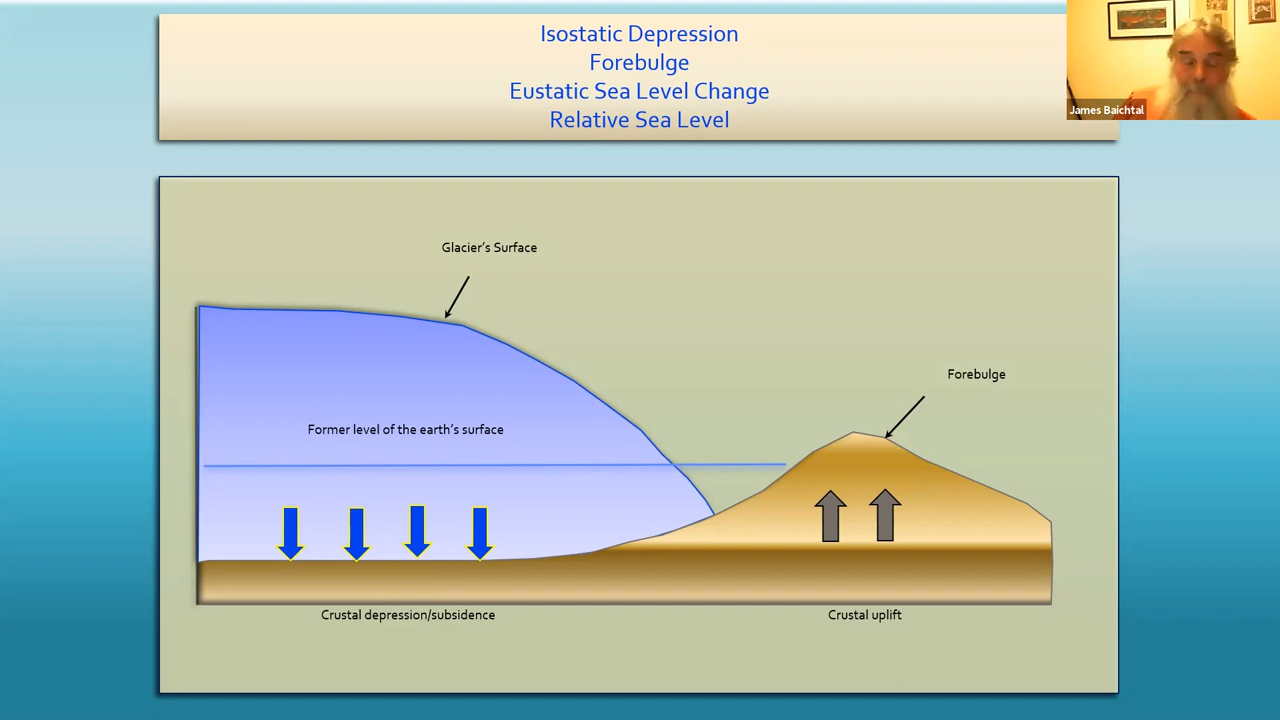 Isostatic Depression
Forebulge
Eustatic Sea Level Change
Relative Sea Level
James Baichtal
Glacier's Surface
Forebulge
Former level of the earth's surface
Crustal depression/subsidence
Crustal uplift